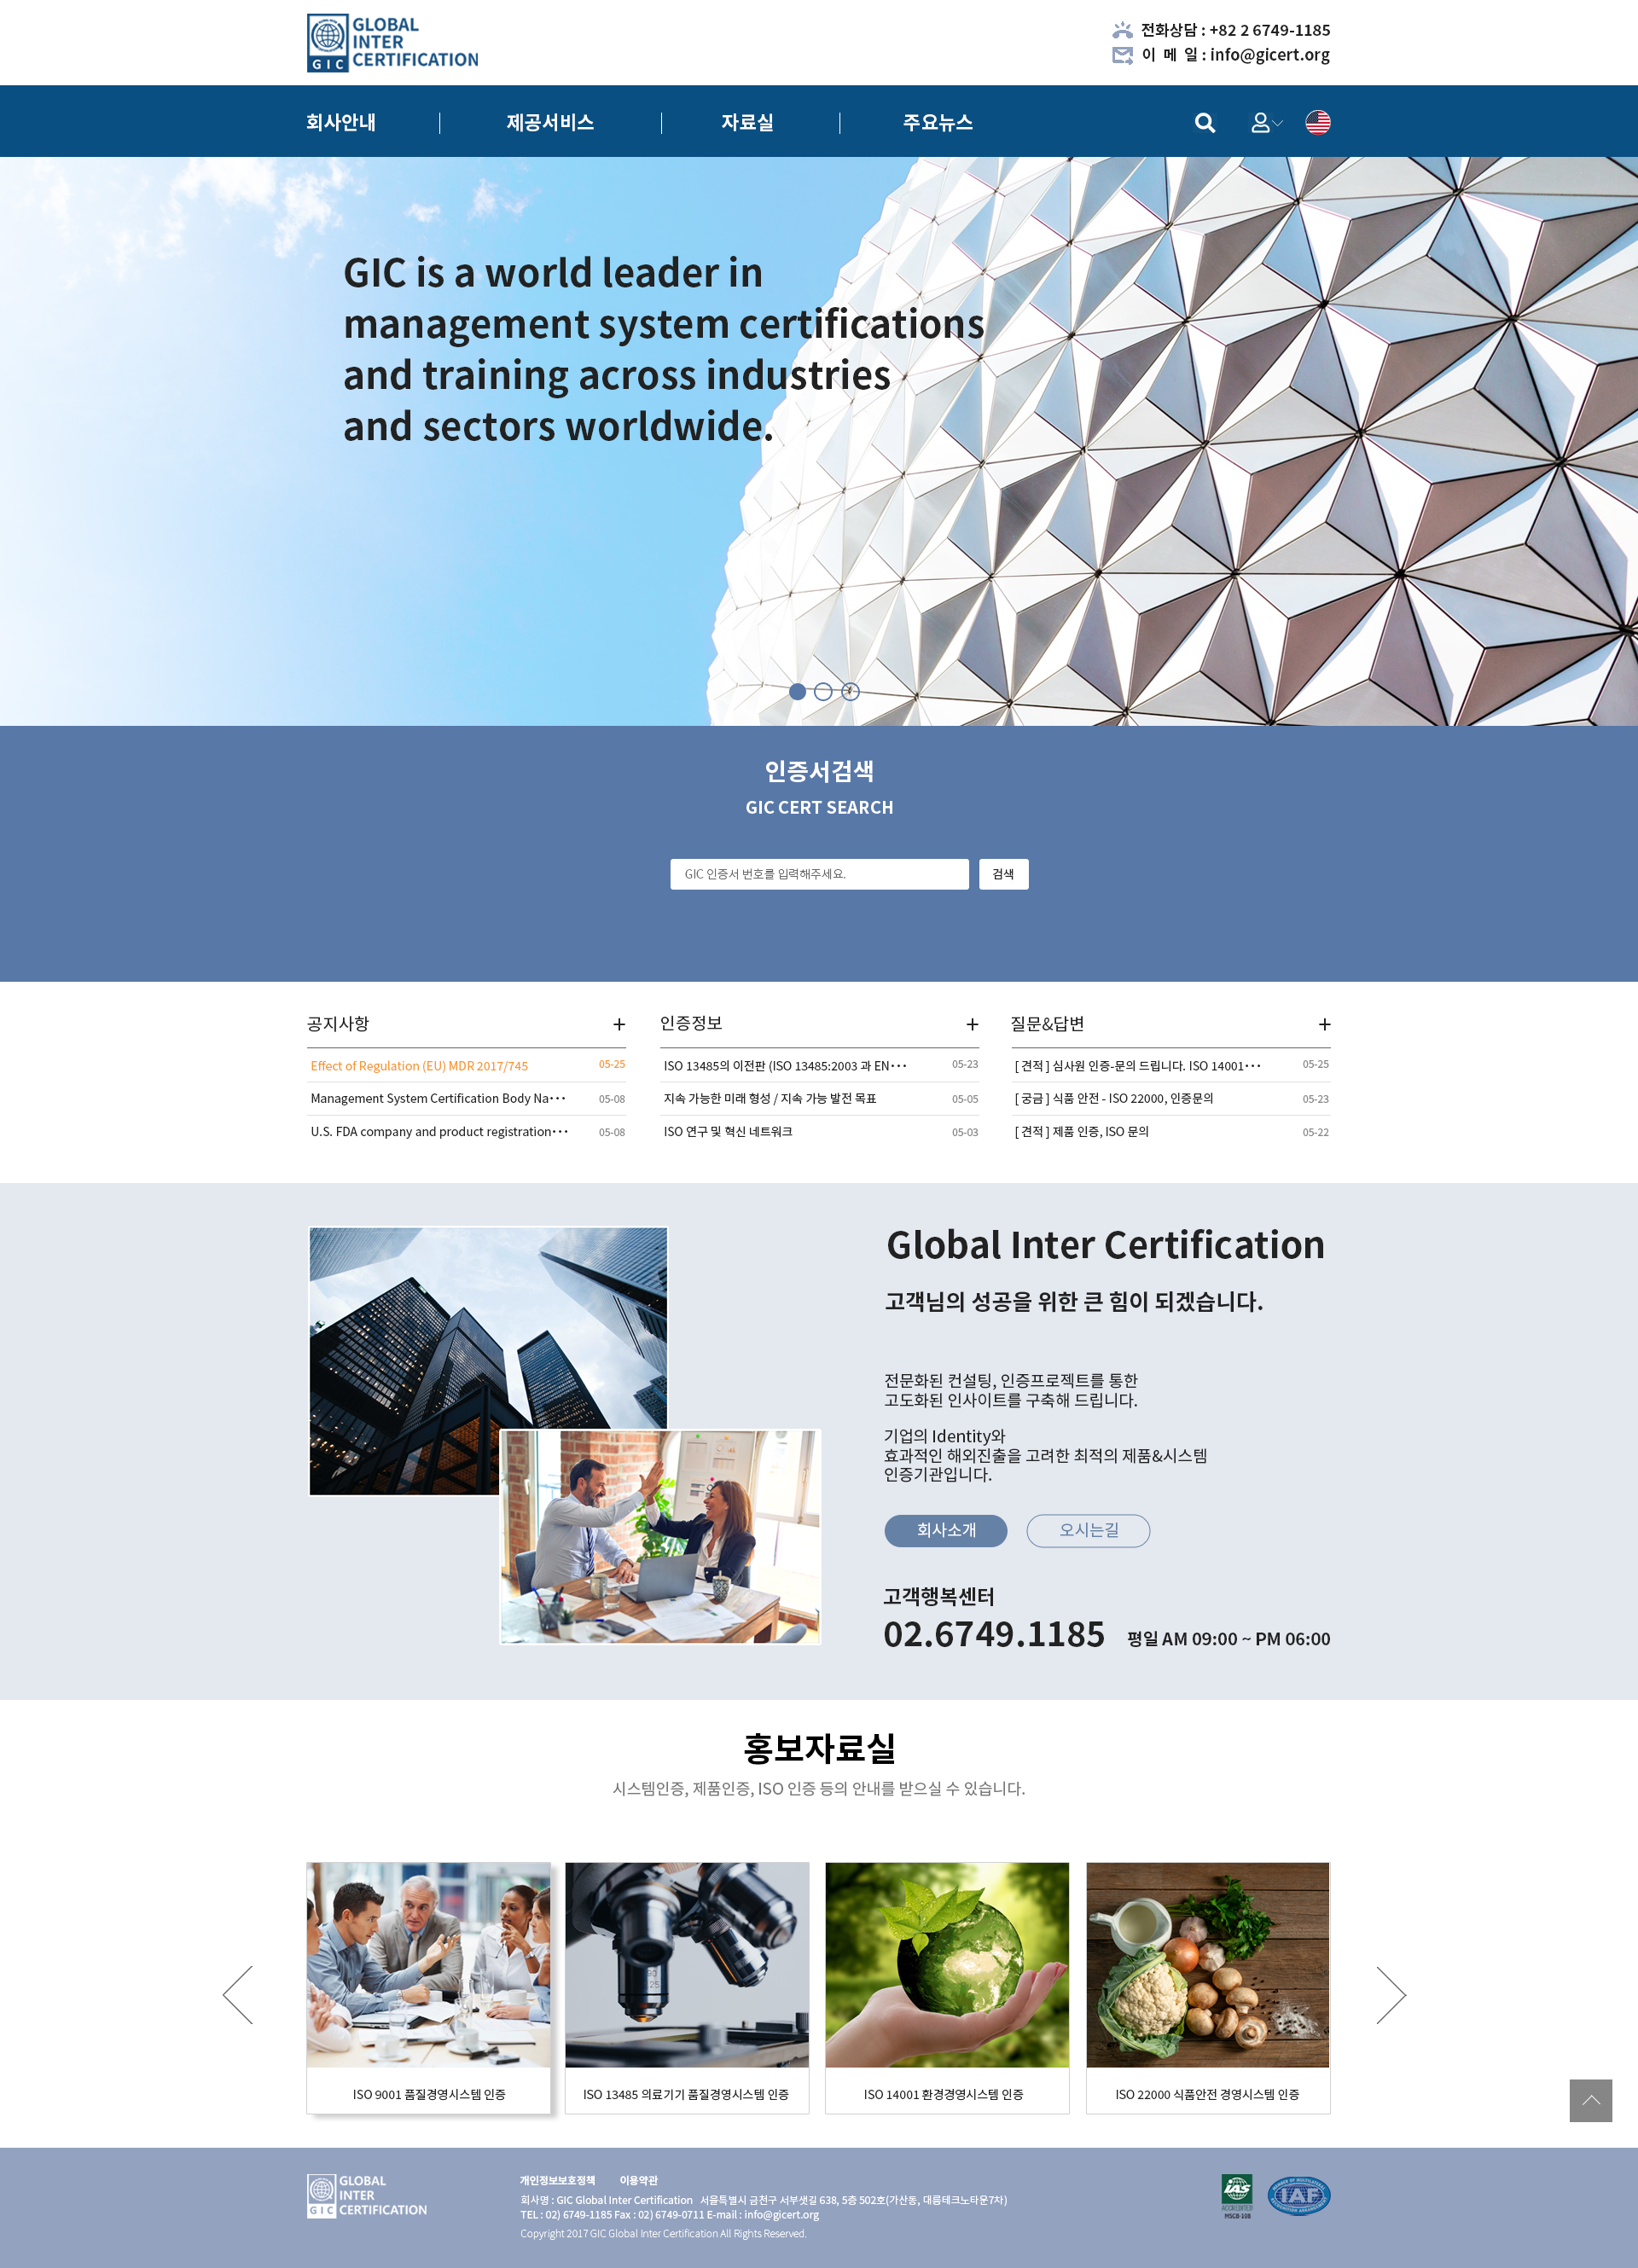 GLOBAL
INTER
CERTIFICATION
GIC
전화상담 : +82 2 6749-1185
이 메 일 : info@gicert.org
회사안내
제공서비스
자료실
주요뉴스
GIC is a world leader in
management system certifications
and training across industries
and sectors worldwide.
인증서검색
GIC CERT SEARCH
GIC 인증서 번호를 입력해주세요.
검색
공지사항 +
Effect of Regulation (EU) MDR 2017/745 05-25
Management System Certification Body Na··· 05-08
U.S. FDA company and product registration··· 05-08
인증정보 +
ISO 13485의 이전판 (ISO 13485:2003 과 EN··· 05-23
지속 가능한 미래 형성 / 지속 가능 발전 목표 05-05
ISO 연구 및 혁신 네트워크 05-03
질문&답변 +
[ 견적 ] 심사원 인증-문의 드립니다. ISO 14001··· 05-25
[ 궁금 ] 식품 안전 - ISO 22000, 인증문의 05-23
[ 견적 ] 제품 인증, ISO 문의 05-22
Global Inter Certification
고객님의 성공을 위한 큰 힘이 되겠습니다.
전문화된 컨설팅, 인증프로젝트를 통한
고도화된 인사이트를 구축해 드립니다.
기업의 Identity와
효과적인 해외진출을 고려한 최적의 제품&시스템
인증기관입니다.
회사소개
오시는길
고객행복센터
02.6749.1185 평일 AM 09:00 ~ PM 06:00
홍보자료실
시스템인증, 제품인증, ISO 인증 등의 안내를 받으실 수 있습니다.
ISO 9001 품질경영시스템 인증
ISO 13485 의료기기 품질경영시스템 인증
ISO 14001 환경경영시스템 인증
ISO 22000 식품안전 경영시스템 인증
GLOBAL
INTER
CERTIFICATION
GIC
개인정보보호정책 이용약관
회사명 : GIC Global Inter Certification 서울특별시 금천구 서부샛길 638, 5층 502호(가산동, 대륭테크노타운7차)
TEL : 02) 6749-1185 Fax : 02) 6749-0711 E-mail : info@gicert.org
Copyright 2017 GIC Global Inter Certification All Rights Reserved.
IAS
ACCREDITED
MSCB-108
IAF